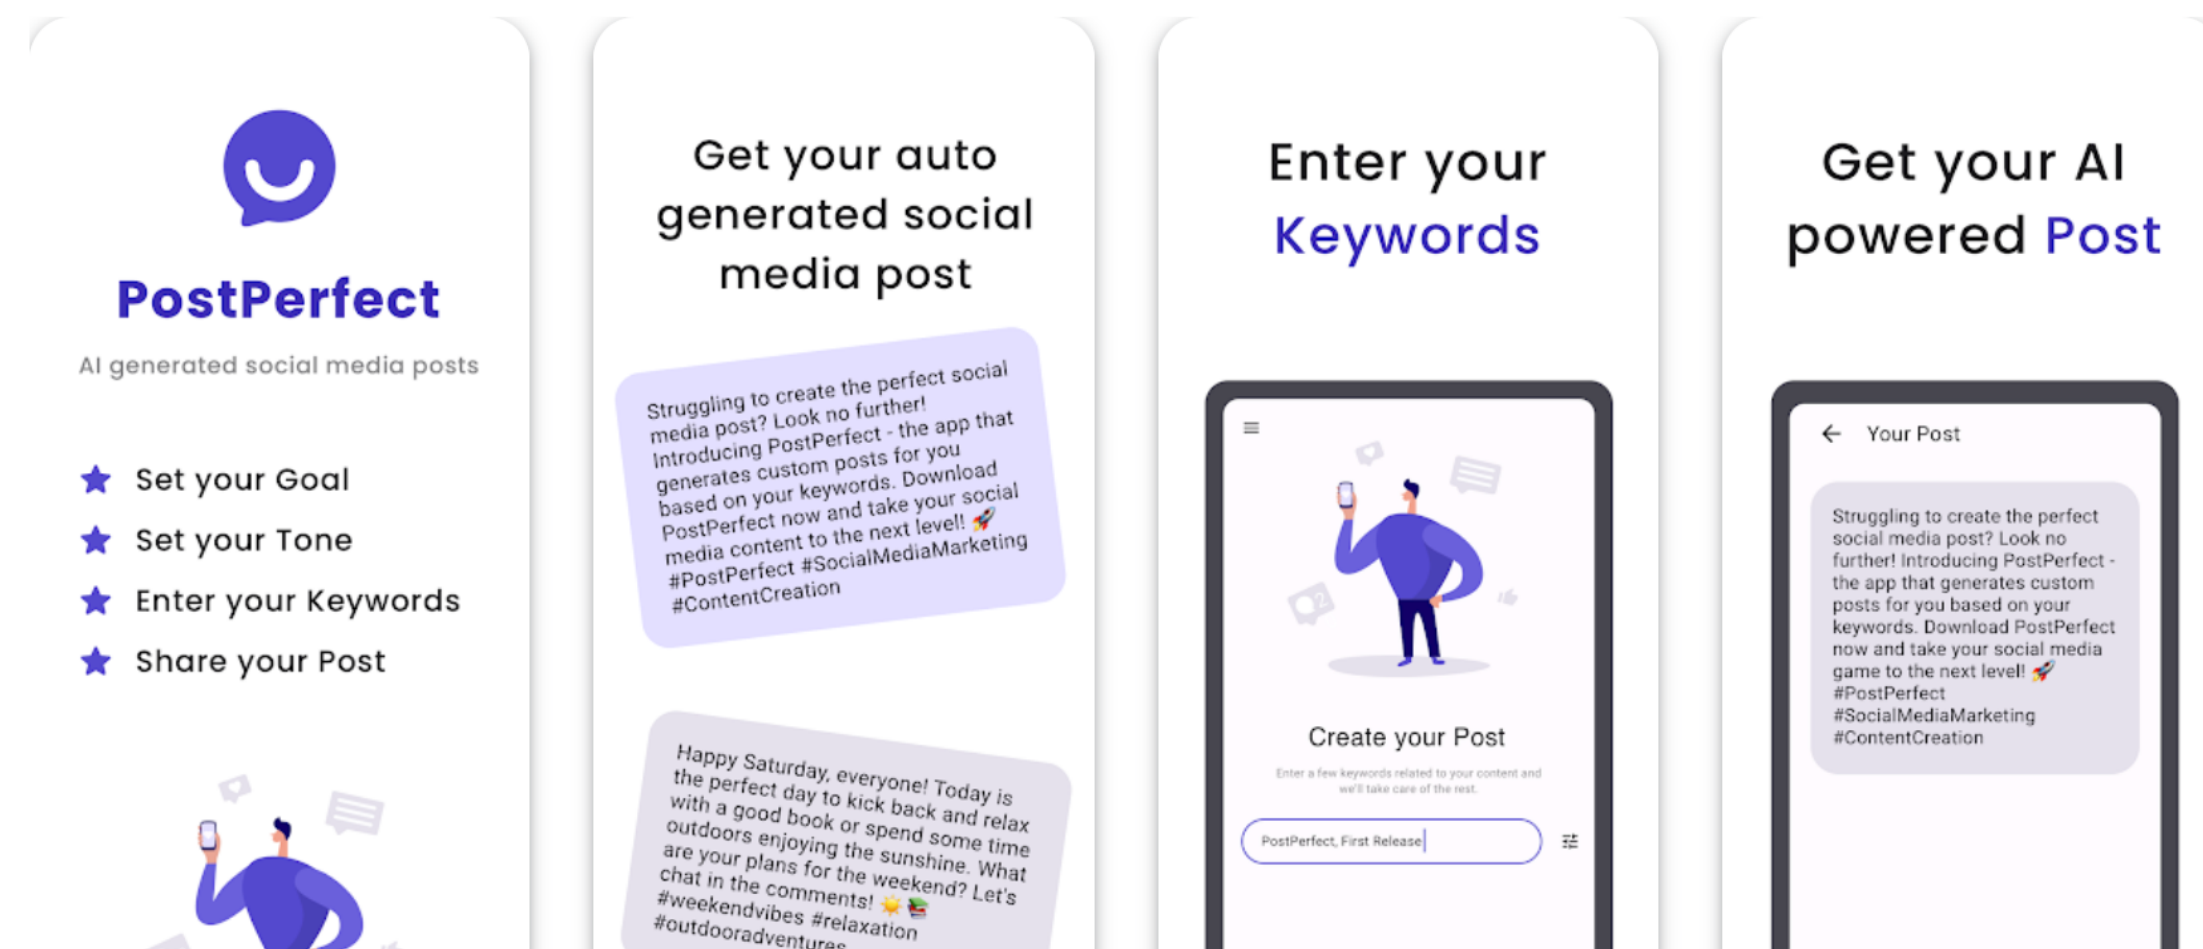 PostPerfect
AI generated social media posts
Set your Goal
Set your Tone
Enter your Keywords
Share your Post
Get your auto
generated social
media post
Struggling to create the perfect social
media post? Look no further!
Introducing PostPerfect - the app that
generates custom posts for you
based on your keywords. Download
PostPerfect now and take your social
media content to the next level! 🚀
#PostPerfect #SocialMediaMarketing
#ContentCreation
Happy Saturday, everyone! Today is
the perfect day to kick back and relax
with a good book or spend some time
outdoors enjoying the sunshine. What
are your plans for the weekend? Let's
chat in the comments! ☀️📚
#weekendvibes #relaxation
#outdooradventures
Enter your
Keywords
2
Create your Post
Enter a few keywords related to your content and
we'll take care of the rest.
PostPerfect, First Release
Get your AI
powered Post
Your Post
Struggling to create the perfect
social media post? Look no
further! Introducing PostPerfect -
the app that generates custom
posts for you based on your
keywords. Download PostPerfect
now and take your social media
game to the next level! 🚀
#PostPerfect
#SocialMediaMarketing
#ContentCreation